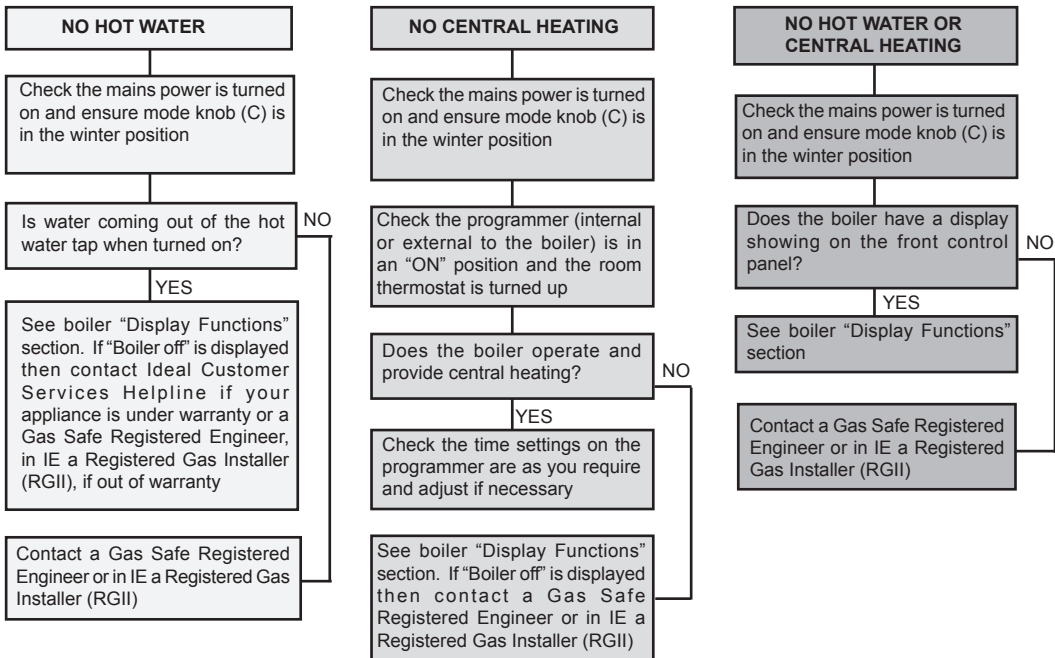 NO HOT WATER
Check the mains power is turned
on and ensure mode knob (C) is
in the winter position
Is water coming out of the hot
water tap when turned on?
NO
YES
See boiler “Display Functions”
section. If “Boiler off” is displayed
then contact Ideal Customer
Services Helpline if your
appliance is under warranty or a
Gas Safe Registered Engineer,
in IE a Registered Gas Installer
(RGII), if out of warranty
Contact a Gas Safe Registered
Engineer or in IE a Registered Gas
Installer (RGII)
NO CENTRAL HEATING
Check the mains power is turned
on and ensure mode knob (C) is
in the winter position
Check the programmer (internal
or external to the boiler) is in
an “ON” position and the room
thermostat is turned up
Does the boiler operate and
provide central heating?
NO
YES
Check the time settings on the
programmer are as you require
and adjust if necessary
See boiler “Display Functions”
section. If “Boiler off” is displayed
then contact a Gas Safe
Registered Engineer or in IE a
Registered Gas Installer (RGII)
NO HOT WATER OR
CENTRAL HEATING
Check the mains power is turned
on and ensure mode knob (C) is
in the winter position
Does the boiler have a display
showing on the front control
panel?
NO
YES
See boiler “Display Functions”
section
Contact a Gas Safe Registered
Engineer or in IE a Registered
Gas Installer (RGII)